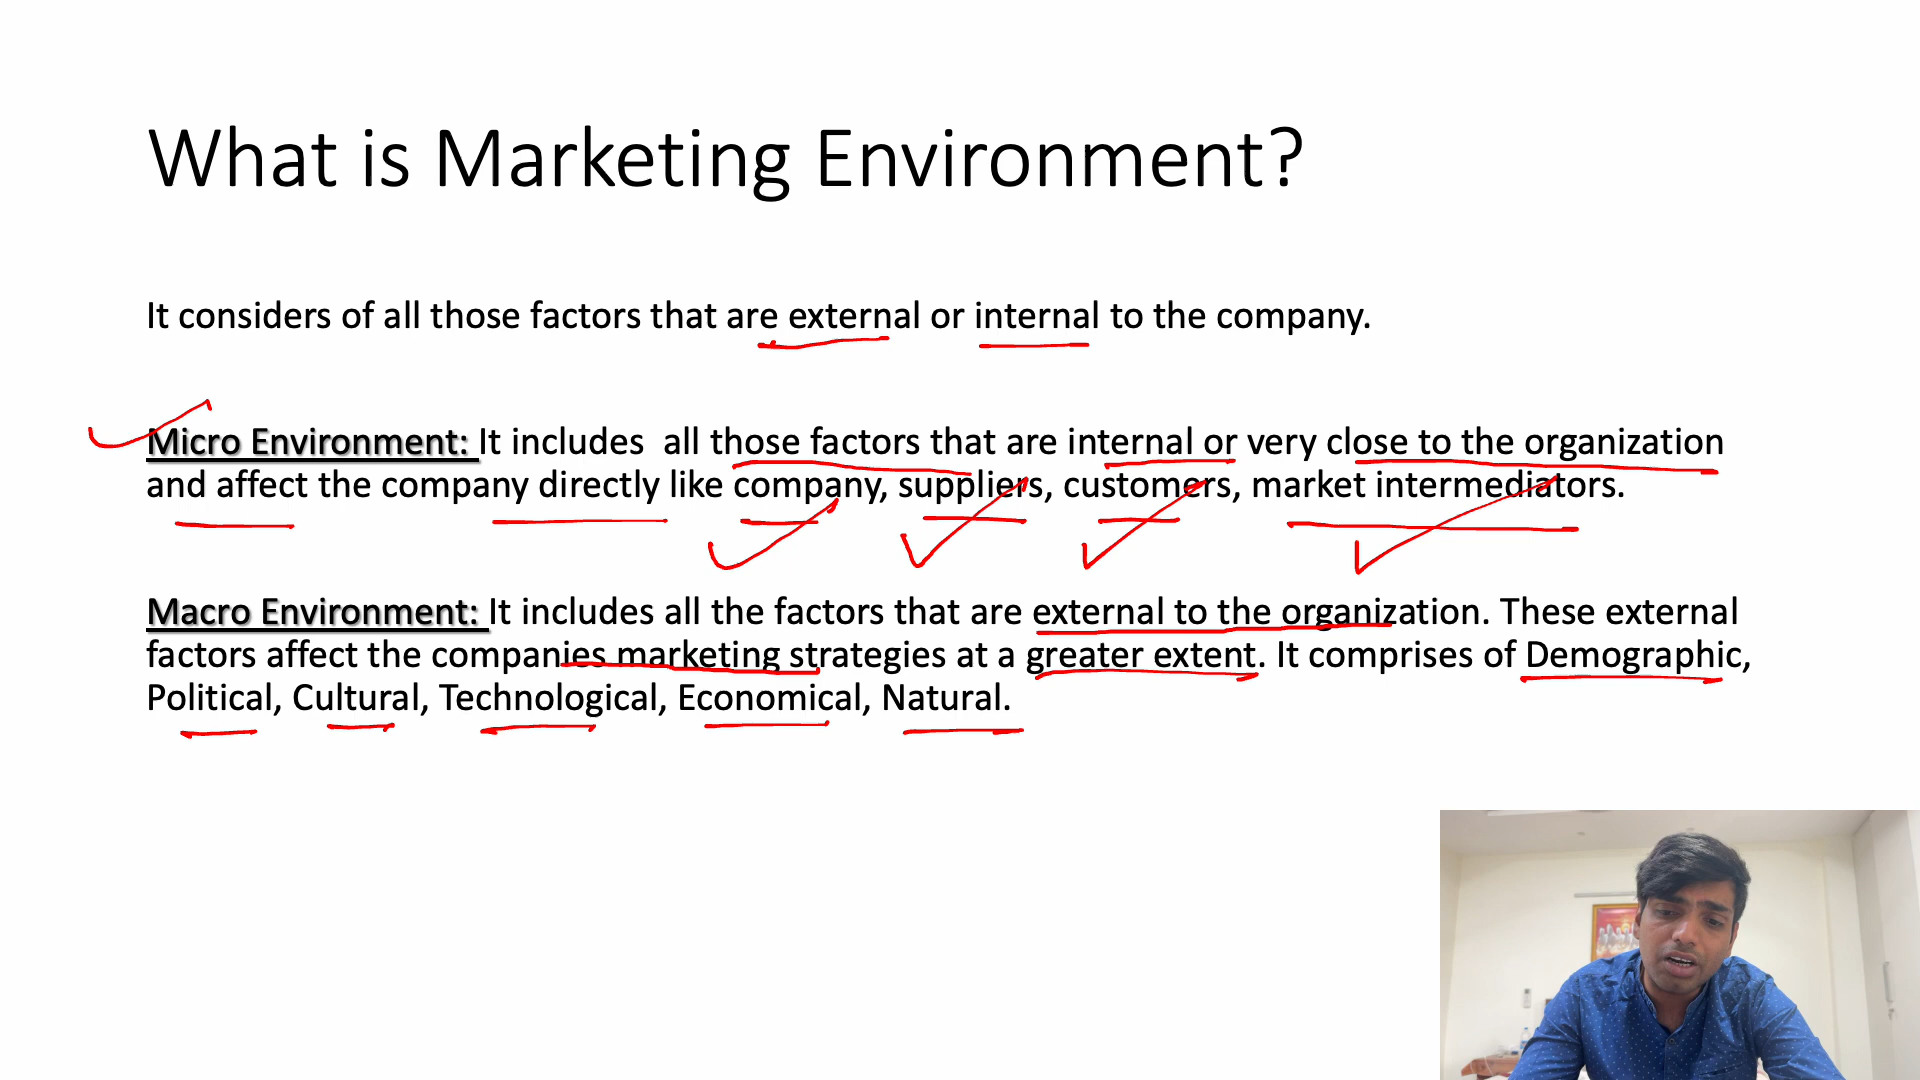 What is Marketing Environment?
It considers of all those factors that are external or internal to the company.
Micro Environment: It includes  all those factors that are internal or very close to the organization
and affect the company directly like company, suppliers, customers, market intermediators.
Macro Environment: It includes all the factors that are external to the organization. These external
factors affect the companies marketing strategies at a greater extent. It comprises of Demographic,
Political, Cultural, Technological, Economical, Natural.